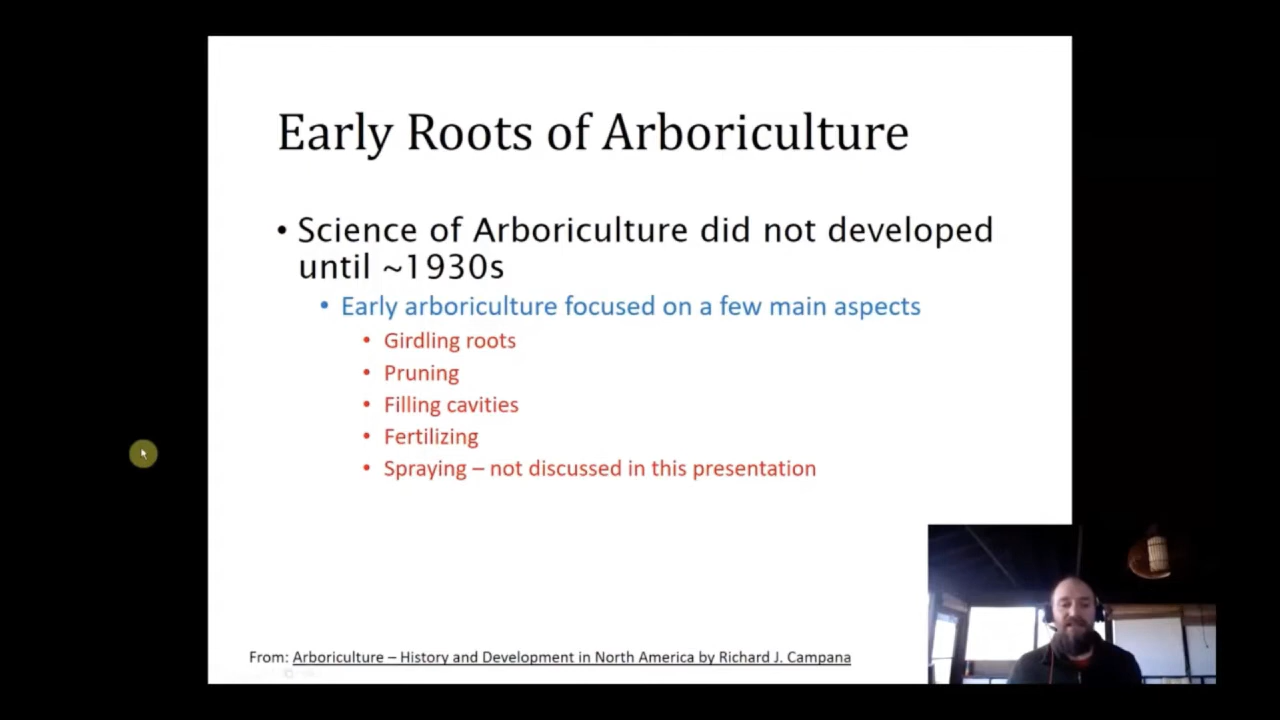 Early Roots of Arboriculture
• Science of Arboriculture did not developed
until ~1930s
• Early arboriculture focused on a few main aspects
• Girdling roots
• Pruning
• Filling cavities
• Fertilizing
• Spraying – not discussed in this presentation
From: Arboriculture – History and Development in North America by Richard J. Campana